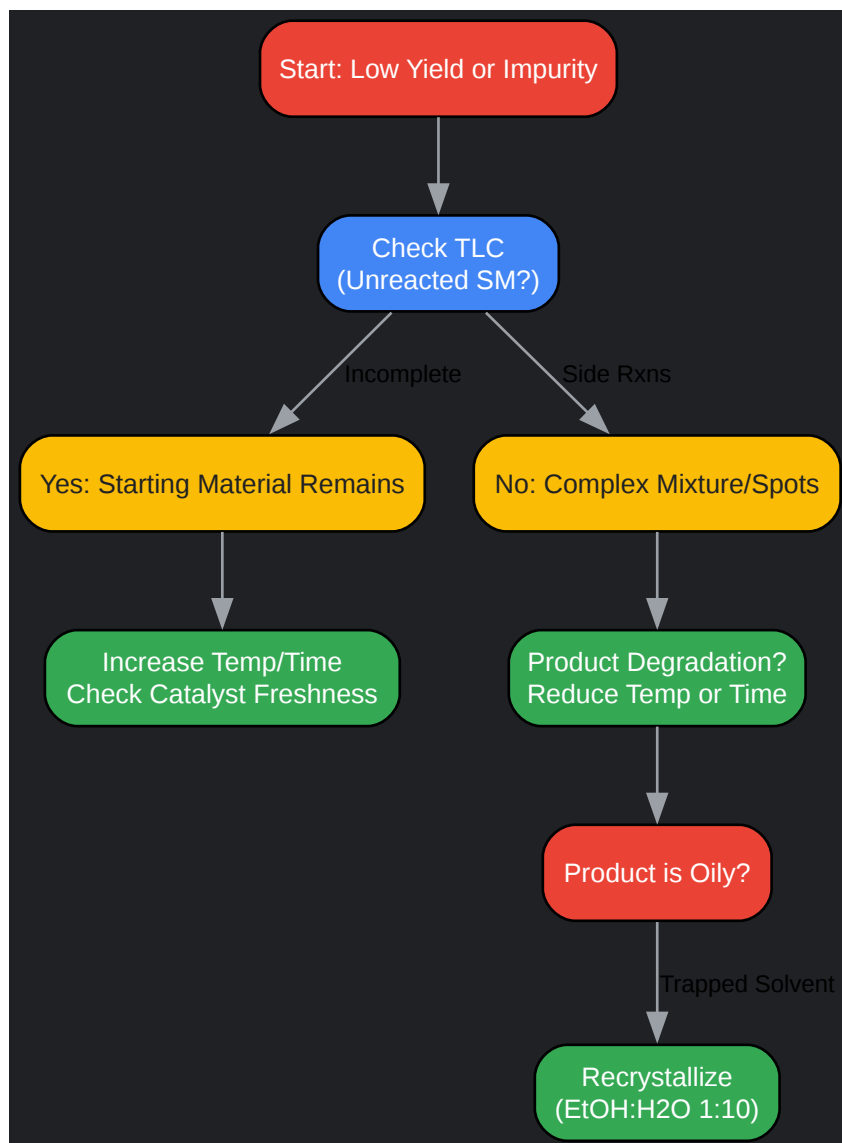 Start: Low Yield or Impurity
Check TLC
(Unreacted SM?)
Incomplete
Side Rxns
Yes: Starting Material Remains
No: Complex Mixture/Spots
Increase Temp/Time
Check Catalyst Freshness
Product Degradation?
Reduce Temp or Time
Product is Oily?
Trapped Solvent
Recrystallize
(EtOH:H2O 1:10)